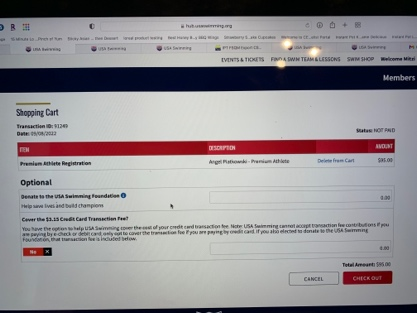 hub.usaswimming.org
USA Swimming
USA Swimming
USA Swimming
USA Swimming
EVENTS & TICKETS FIND A SWIM TEAM & LESSONS SWIM SHOP Welcome Mitzi
Members
Shopping Cart
Transaction ID: 91249
Date: 09/08/2022
Status: NOT PAID
ITEM DESCRIPTION AMOUNT
Premium Athlete Registration Angel Piatkowski - Premium Athlete Delete from Cart $95.00
Optional
Donate to the USA Swimming Foundation
0.00
Help save lives and build champions
Cover the $3.15 Credit Card Transaction Fee?
You have the option to help USA Swimming cover the cost of your credit card transaction fee. Note: USA Swimming cannot accept transaction fee contributions if you
are paying by e-check or debit card; only opt to cover the transaction fee if you are paying by credit card. If you also elected to donate to the USA Swimming
Foundation, that transaction fee is included below.
No X
0.00
Total Amount: $95.00
CANCEL CHECK OUT